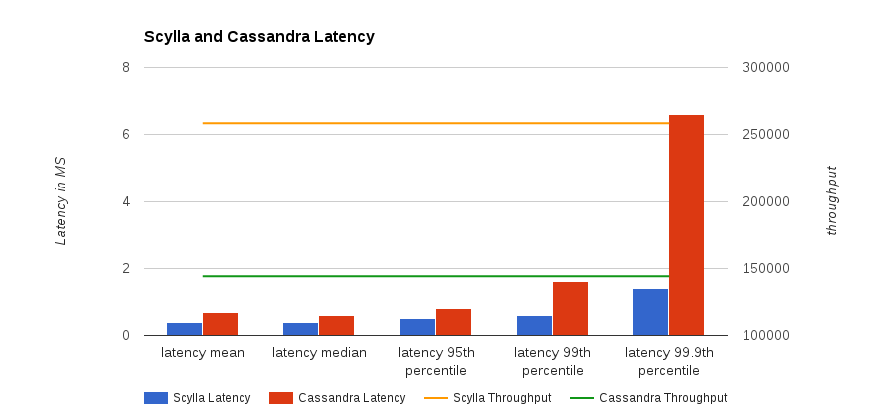 Scylla and Cassandra Latency
8
6
4
2
0
300000
250000
200000
150000
100000
Latency in MS
throughput
latency mean
latency median
latency 95th
percentile
latency 99th
percentile
latency 99.9th
percentile
Scylla Latency
Cassandra Latency
Scylla Throughput
Cassandra Throughput